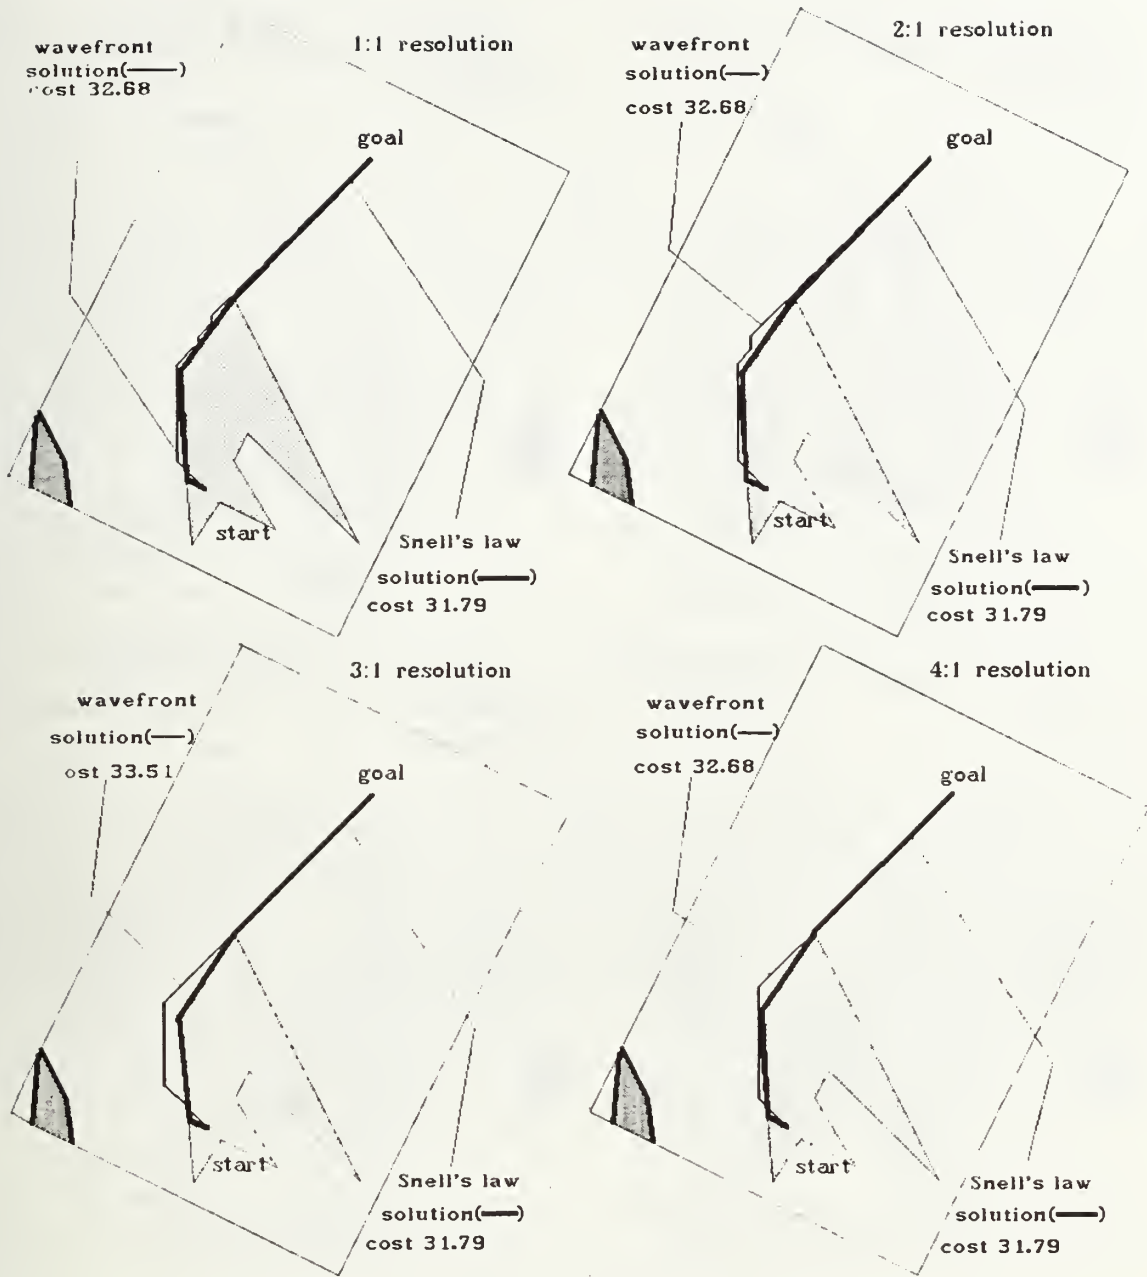 wavefront
solution(——)
cost 32.68
1:1 resolution
goal
start
Snell's law
solution(——)
cost 31.79
wavefront
solution(——)
cost 32.68
2:1 resolution
goal
start
Snell's law
solution(——)
cost 31.79
wavefront
solution(——)
ost 33.51
3:1 resolution
goal
start
Snell's law
solution(——)
cost 31.79
wavefront
solution(——)
cost 32.68
4:1 resolution
goal
start
Snell's law
solution(——)
cost 31.79